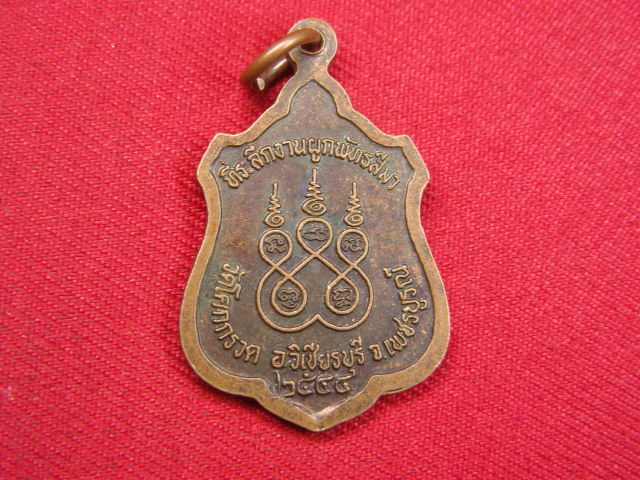 ที่ระลึกงานผูกพัทธสีมา
วัดโคกกรวด อ.วิเชียรบุรี จ.เพชรบูรณ์
๒๕๔๔